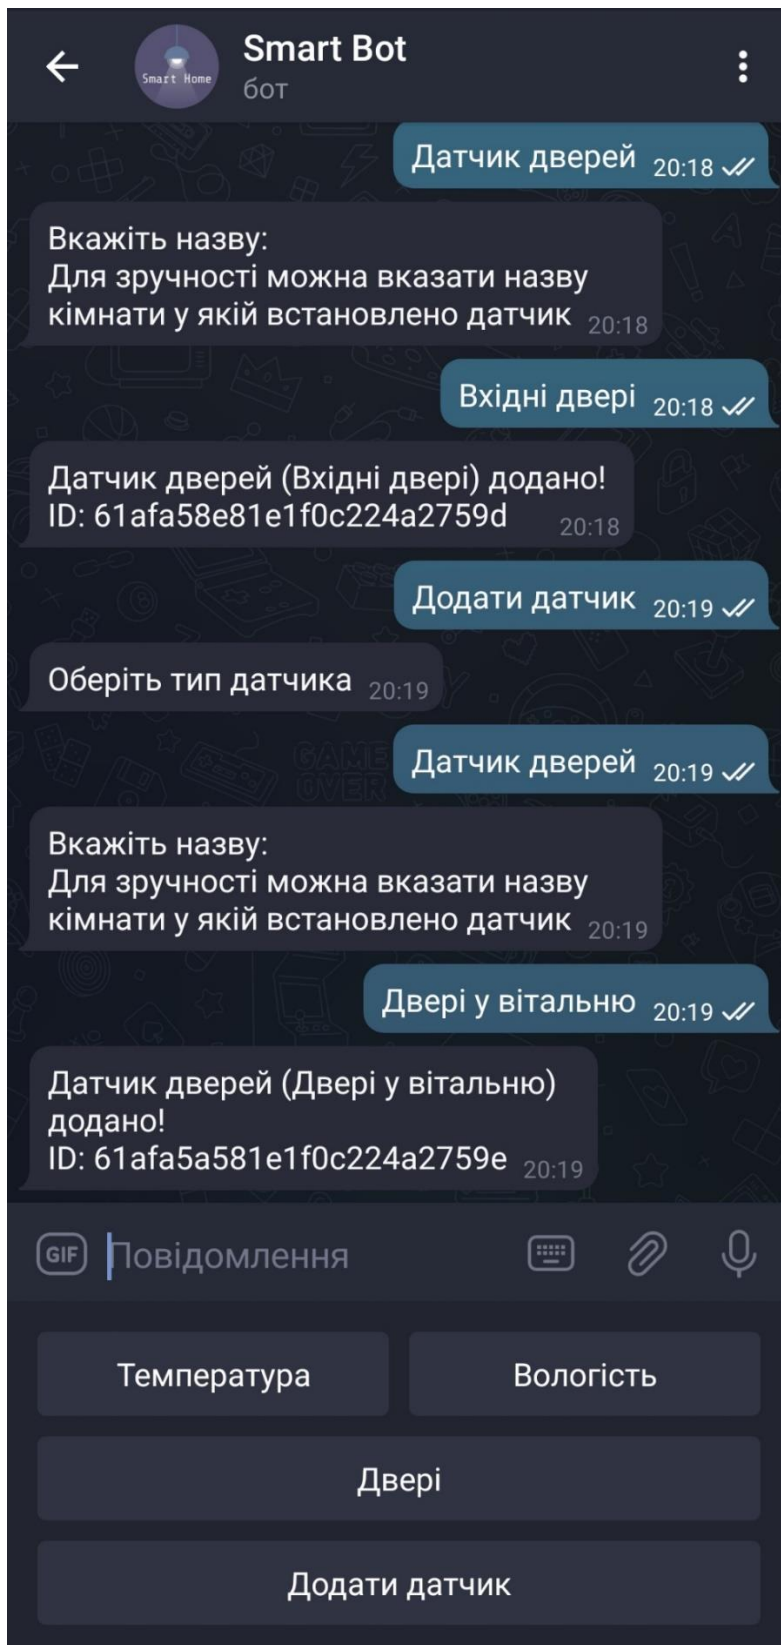 Smart Home
Smart Bot
бот
Датчик дверей 20:18
Вкажіть назву:
Для зручності можна вказати назву
кімнати у якій встановлено датчик 20:18
Вхідні двері 20:18
Датчик дверей (Вхідні двері) додано!
ID: 61afa58e81e1f0c224a2759d 20:18
Додати датчик 20:19
Оберіть тип датчика 20:19
GAME
OVER
Датчик дверей 20:19
Вкажіть назву:
Для зручності можна вказати назву
кімнати у якій встановлено датчик 20:19
Двері у вітальню 20:19
Датчик дверей (Двері у вітальню)
додано!
ID: 61afa5a581e1f0c224a2759e 20:19
GIF Повідомлення
Температура Вологість
Двері
Додати датчик